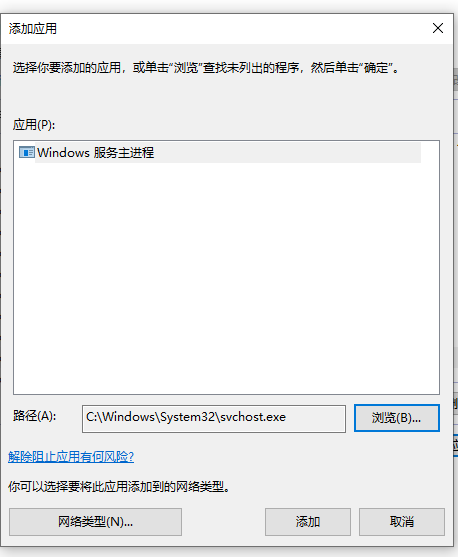 添加应用
选择你要添加的应用，或单击“浏览”查找未列出的程序，然后单击“确定”。
应用(P):
Windows 服务主进程
路径(A):
C:\Windows\System32\svchost.exe
浏览(B)...
解除阻止应用有何风险?
你可以选择要将此应用添加到的网络类型。
网络类型(N)...
添加
取消